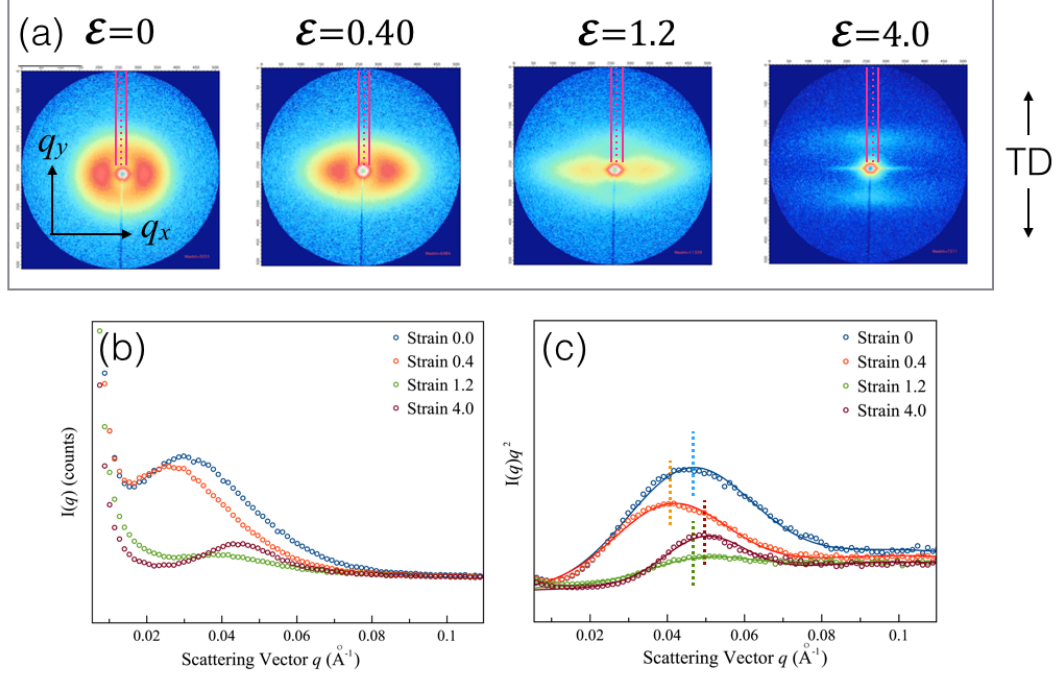 (a) ℰ=0 ℰ=0.40 ℰ=1.2 ℰ=4.0
q_y
q_x
TD
(b)
Strain 0.0
Strain 0.4
Strain 1.2
Strain 4.0
I(q) (counts)
0.02 0.04 0.06 0.08 0.1
Scattering Vector q (Å⁻¹)
(c)
Strain 0
Strain 0.4
Strain 1.2
Strain 4.0
I(q)q²
0.02 0.04 0.06 0.08 0.1
Scattering Vector q (Å⁻¹)